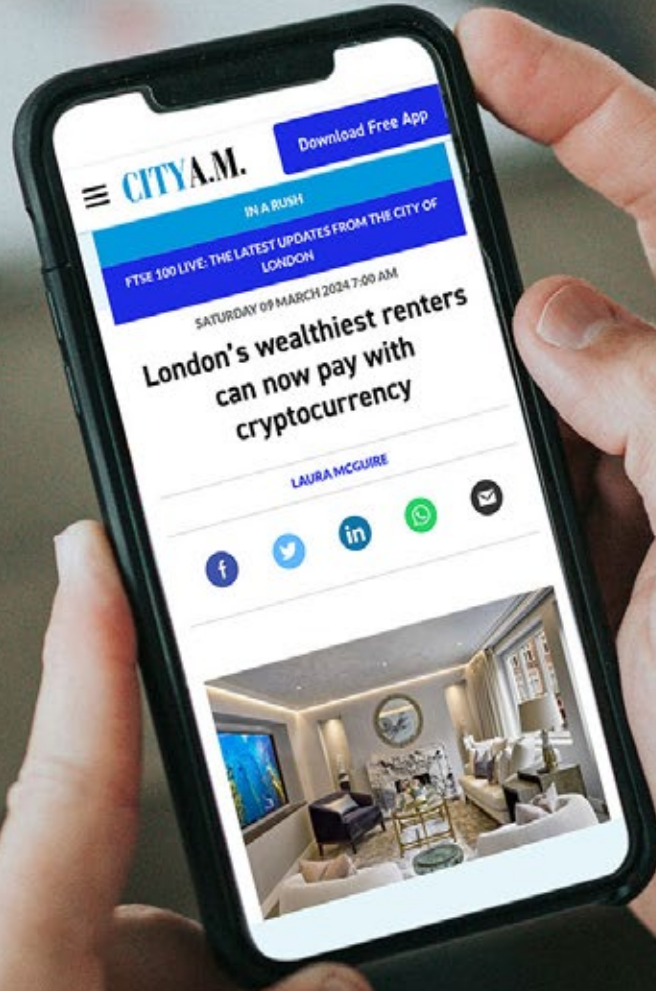 CITY A.M.
Download Free App
IN A RUSH
FTSE 100 LIVE: THE LATEST UPDATES FROM THE CITY OF
LONDON
SATURDAY 09 MARCH 2024 7:00 AM
London's wealthiest renters
can now pay with
cryptocurrency
LAURA MCGUIRE
f
in